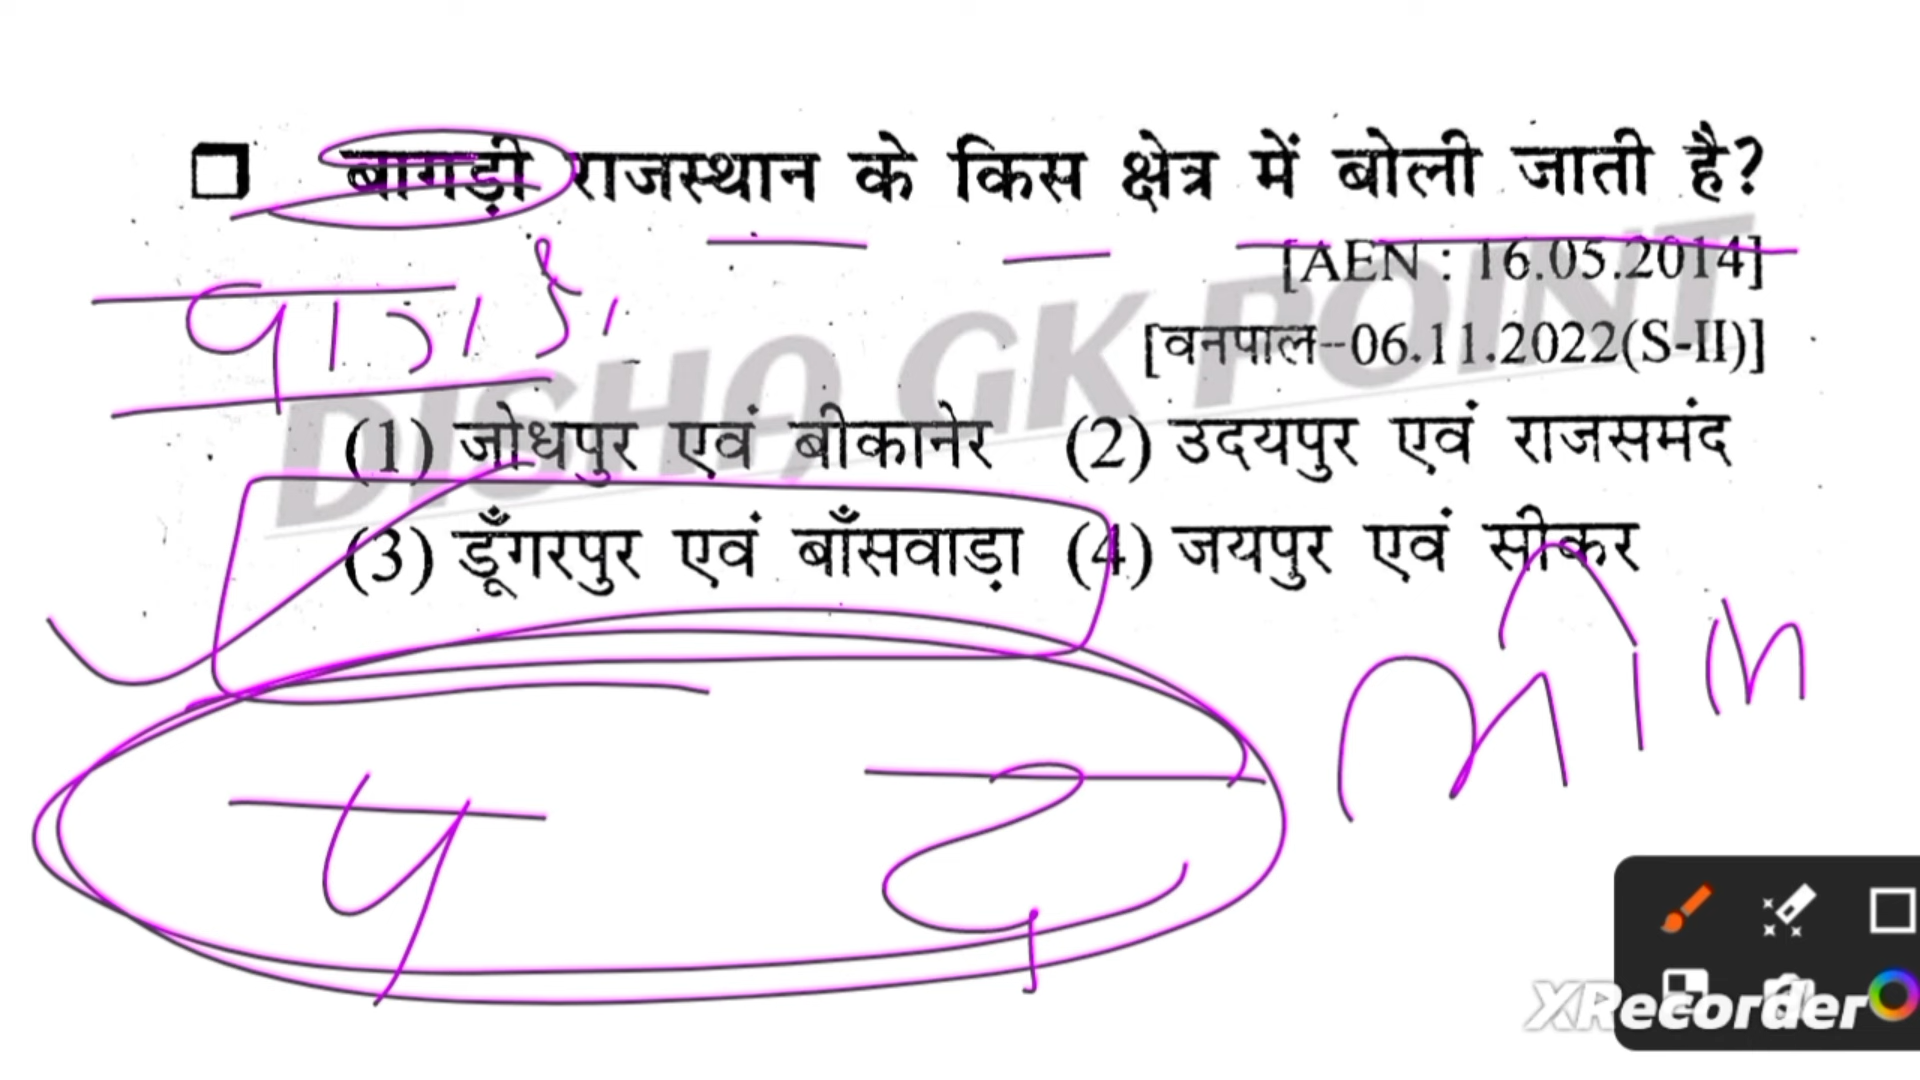 बागड़ी राजस्थान के किस क्षेत्र में बोली जाती है?
[AEN : 16.05.2014]
[वनपाल--06.11.2022(S-II)]
DISHA GK POINT
(1) जोधपुर एवं बीकानेर (2) उदयपुर एवं राजसमंद
(3) डूँगरपुर एवं बाँसवाड़ा (4) जयपुर एवं सीकर
XRecorder